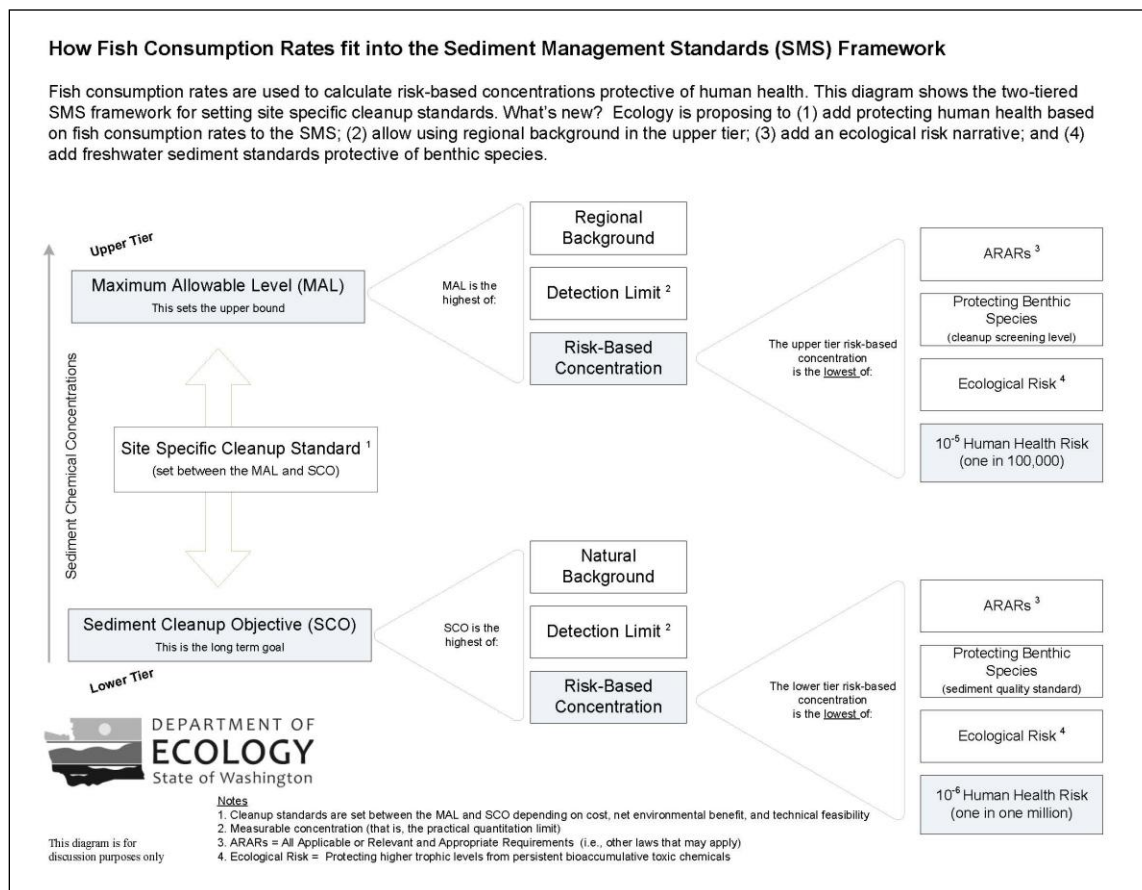 How Fish Consumption Rates fit into the Sediment Management Standards (SMS) Framework
Fish consumption rates are used to calculate risk-based concentrations protective of human health. This diagram shows the two-tiered
SMS framework for setting site specific cleanup standards. What's new? Ecology is proposing to (1) add protecting human health based
on fish consumption rates to the SMS; (2) allow using regional background in the upper tier; (3) add an ecological risk narrative; and (4)
add freshwater sediment standards protective of benthic species.
Sediment Chemical Concentrations
Upper Tier
Maximum Allowable Level (MAL)
This sets the upper bound
MAL is the
highest of:
Regional
Background
Detection Limit 2
Risk-Based
Concentration
The upper tier risk-based
concentration
is the lowest of:
ARARs 3
Protecting Benthic
Species
(cleanup screening level)
Ecological Risk 4
10-5 Human Health Risk
(one in 100,000)
Site Specific Cleanup Standard 1
(set between the MAL and SCO)
Sediment Cleanup Objective (SCO)
This is the long term goal
Lower Tier
SCO is the
highest of:
Natural
Background
Detection Limit 2
Risk-Based
Concentration
The lower tier risk-based
concentration
is the lowest of:
ARARs 3
Protecting Benthic
Species
(sediment quality standard)
Ecological Risk 4
10-6 Human Health Risk
(one in one million)
DEPARTMENT OF
ECOLOGY
State of Washington
This diagram is for
discussion purposes only
Notes
1. Cleanup standards are set between the MAL and SCO depending on cost, net environmental benefit, and technical feasibility
2. Measurable concentration (that is, the practical quantitation limit)
3. ARARs = All Applicable or Relevant and Appropriate Requirements (i.e., other laws that may apply)
4. Ecological Risk = Protecting higher trophic levels from persistent bioaccumulative toxic chemicals